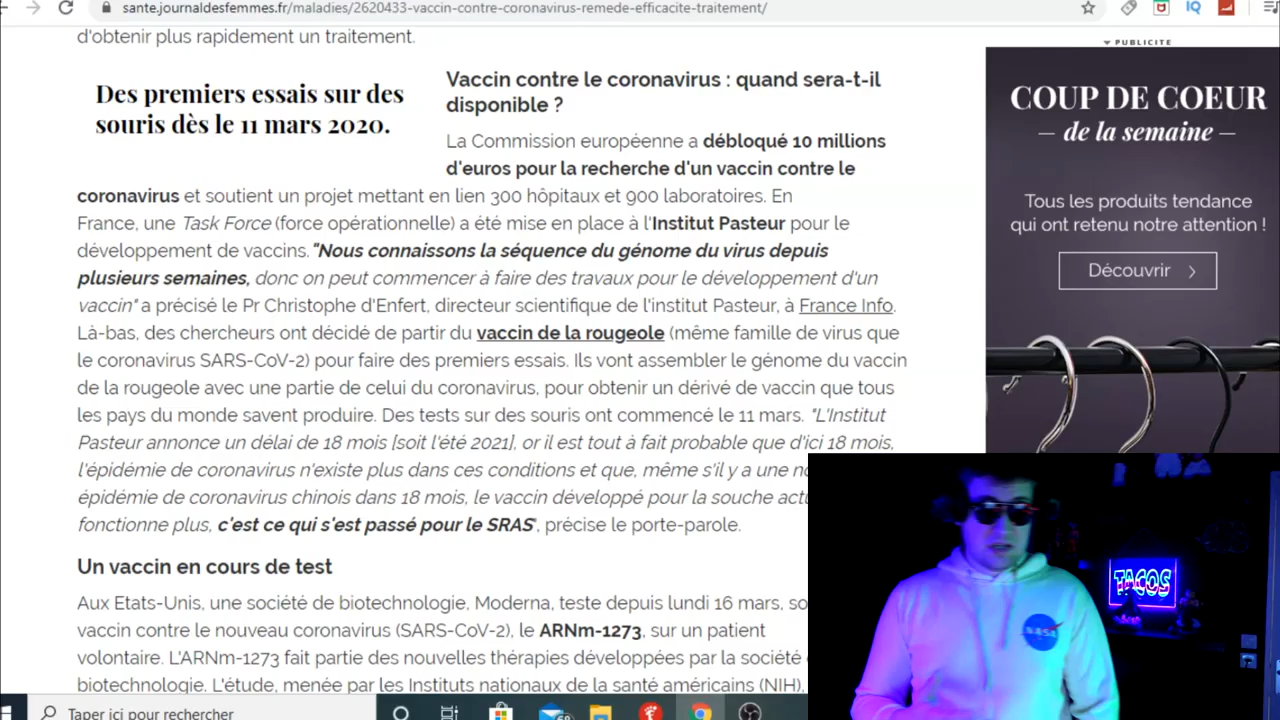 sante.journaldesfemmes.fr/maladies/2620433-vaccin-contre-coronavirus-remede-efficacite-traitement/
IQ
d'obtenir plus rapidement un traitement.
Des premiers essais sur des
souris dès le 11 mars 2020.
Vaccin contre le coronavirus : quand sera-t-il
disponible ?
La Commission européenne a débloqué 10 millions
d'euros pour la recherche d'un vaccin contre le
coronavirus et soutient un projet mettant en lien 300 hôpitaux et 900 laboratoires. En
France, une Task Force (force opérationnelle) a été mise en place à l'Institut Pasteur pour le
développement de vaccins. "Nous connaissons la séquence du génome du virus depuis
plusieurs semaines, donc on peut commencer à faire des travaux pour le développement d'un
vaccin" a précisé le Pr Christophe d'Enfert, directeur scientifique de l'institut Pasteur, à France Info.
Là-bas, des chercheurs ont décidé de partir du vaccin de la rougeole (même famille de virus que
le coronavirus SARS-CoV-2) pour faire des premiers essais. Ils vont assembler le génome du vaccin
de la rougeole avec une partie de celui du coronavirus, pour obtenir un dérivé de vaccin que tous
les pays du monde savent produire. Des tests sur des souris ont commencé le 11 mars. "L'Institut
Pasteur annonce un délai de 18 mois [soit l'été 2021], or il est tout à fait probable que d'ici 18 mois,
l'épidémie de coronavirus n'existe plus dans ces conditions et que, même s'il y a une
épidémie de coronavirus chinois dans 18 mois, le vaccin développé pour la souche
fonctionne plus, c'est ce qui s'est passé pour le SRAS", précise le porte-parole.
Un vaccin en cours de test
Aux Etats-Unis, une société de biotechnologie, Moderna, teste depuis lundi 16 mars,
vaccin contre le nouveau coronavirus (SARS-CoV-2), le ARNm-1273, sur un patient
volontaire. L'ARNm-1273 fait partie des nouvelles thérapies développées par la société
biotechnologie. L'étude, menée par les Instituts nationaux de la santé américains (NIH),
PUBLICITE
COUP DE COEUR
– de la semaine –
Tous les produits tendance
qui ont retenu notre attention !
Découvrir >
TACOS
NASA
Taper ici pour rechercher